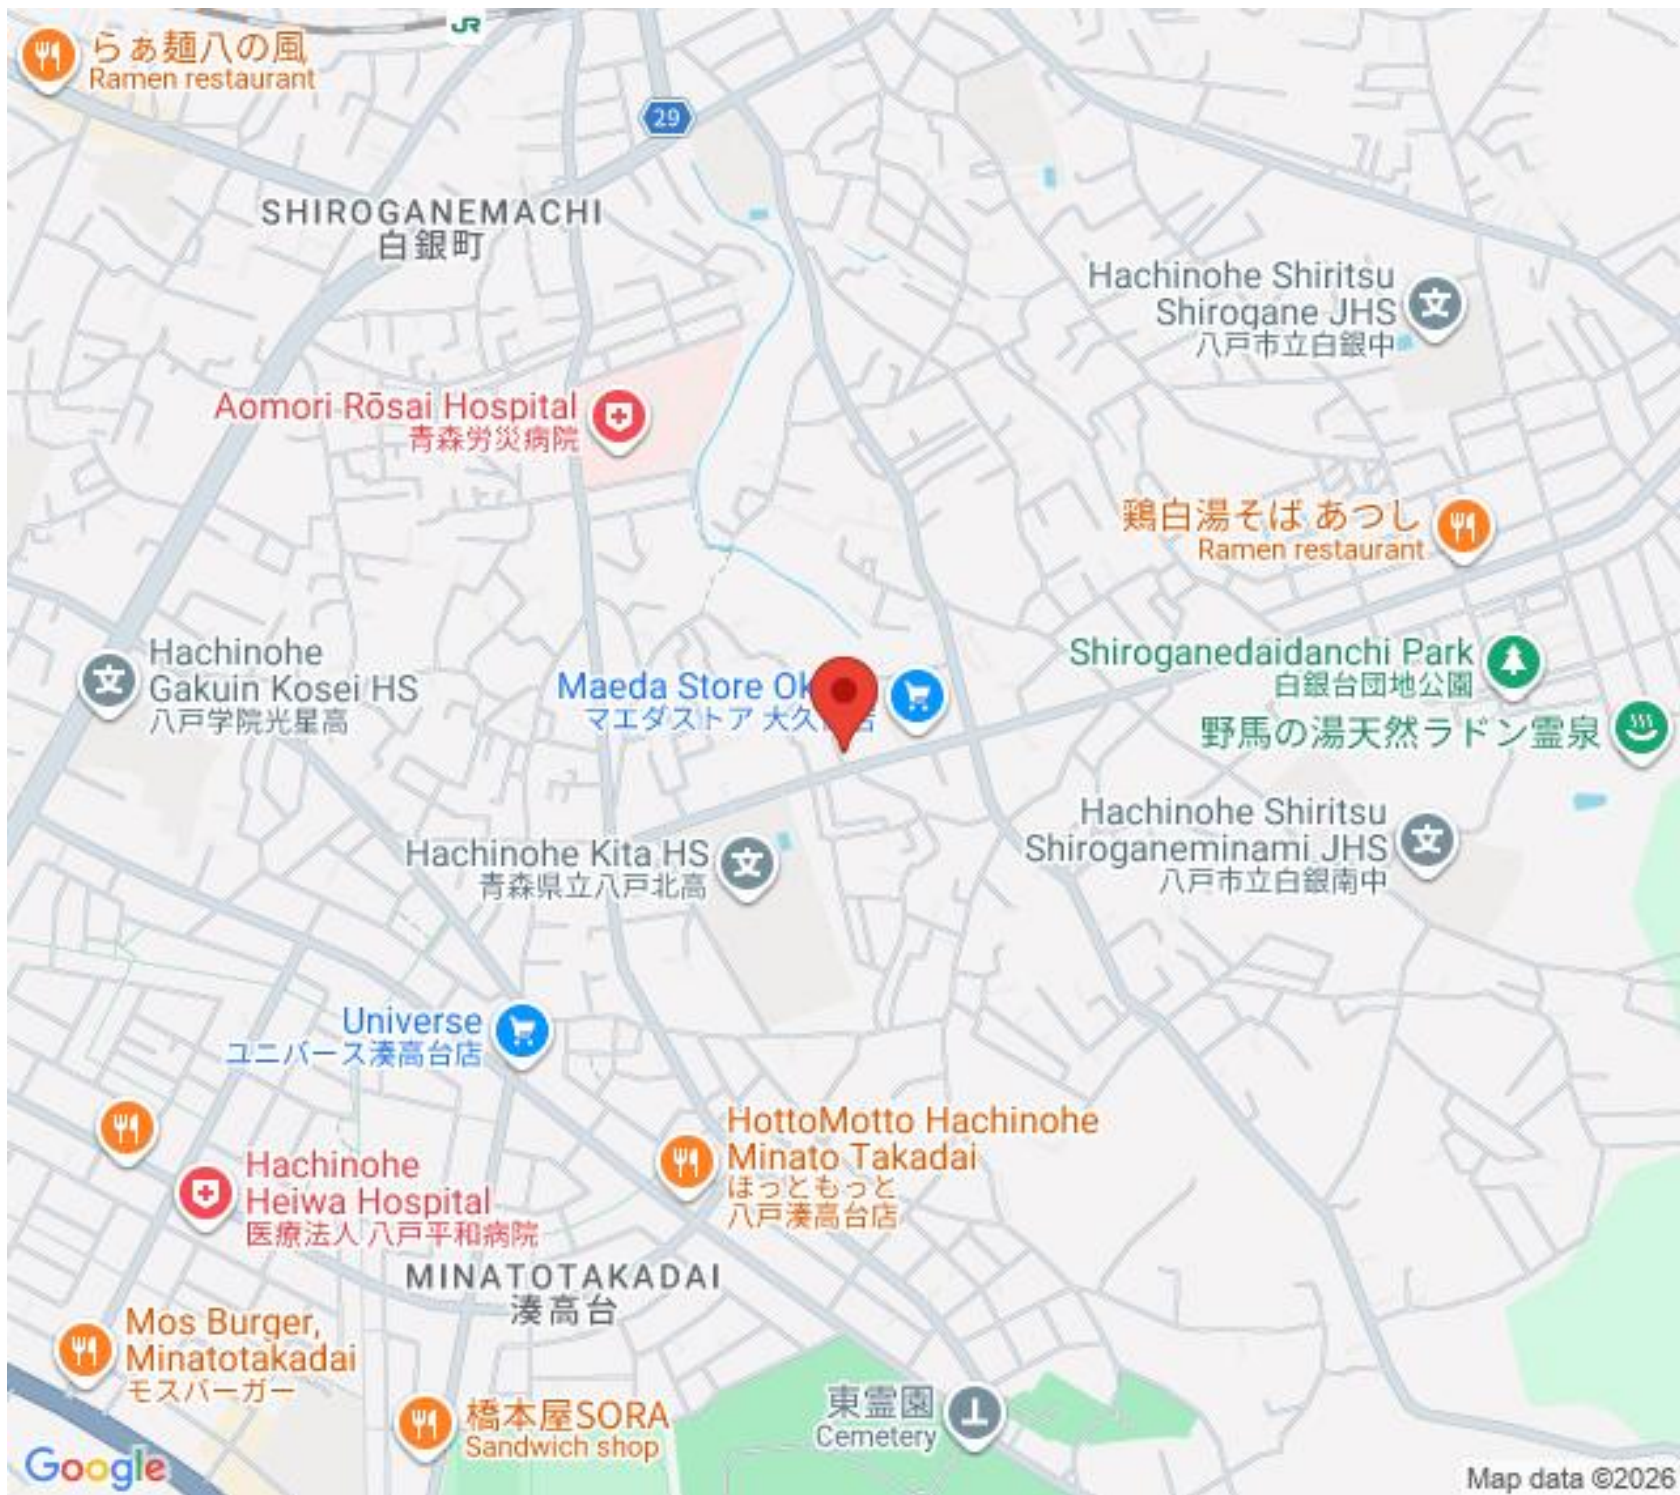 JR
らぁ麺八の風
Ramen restaurant
29
SHIROGANEMACHI
白銀町
Hachinohe Shiritsu
Shirogane JHS
八戸市立白銀中
Aomori Rōsai Hospital
青森労災病院
鶏白湯そば あつし
Ramen restaurant
Hachinohe
Gakuin Kosei HS
八戸学院光星高
Maeda Store Ok
マエダストア 大久
店
Shiroganedaidanchi Park
白銀台団地公園
野馬の湯天然ラドン霊泉
Hachinohe Kita HS
青森県立八戸北高
Hachinohe Shiritsu
Shiroganeminami JHS
八戸市立白銀南中
Universe
ユニバース湊高台店
HottoMotto Hachinohe
Minato Takadai
ほっともっと
八戸湊高台店
Hachinohe
Heiwa Hospital
医療法人 八戸平和病院
MINATOTAKADAI
湊高台
Mos Burger,
Minatotakadai
モスバーガー
橋本屋SORA
Sandwich shop
東霊園
Cemetery
Google
Map data ©2026